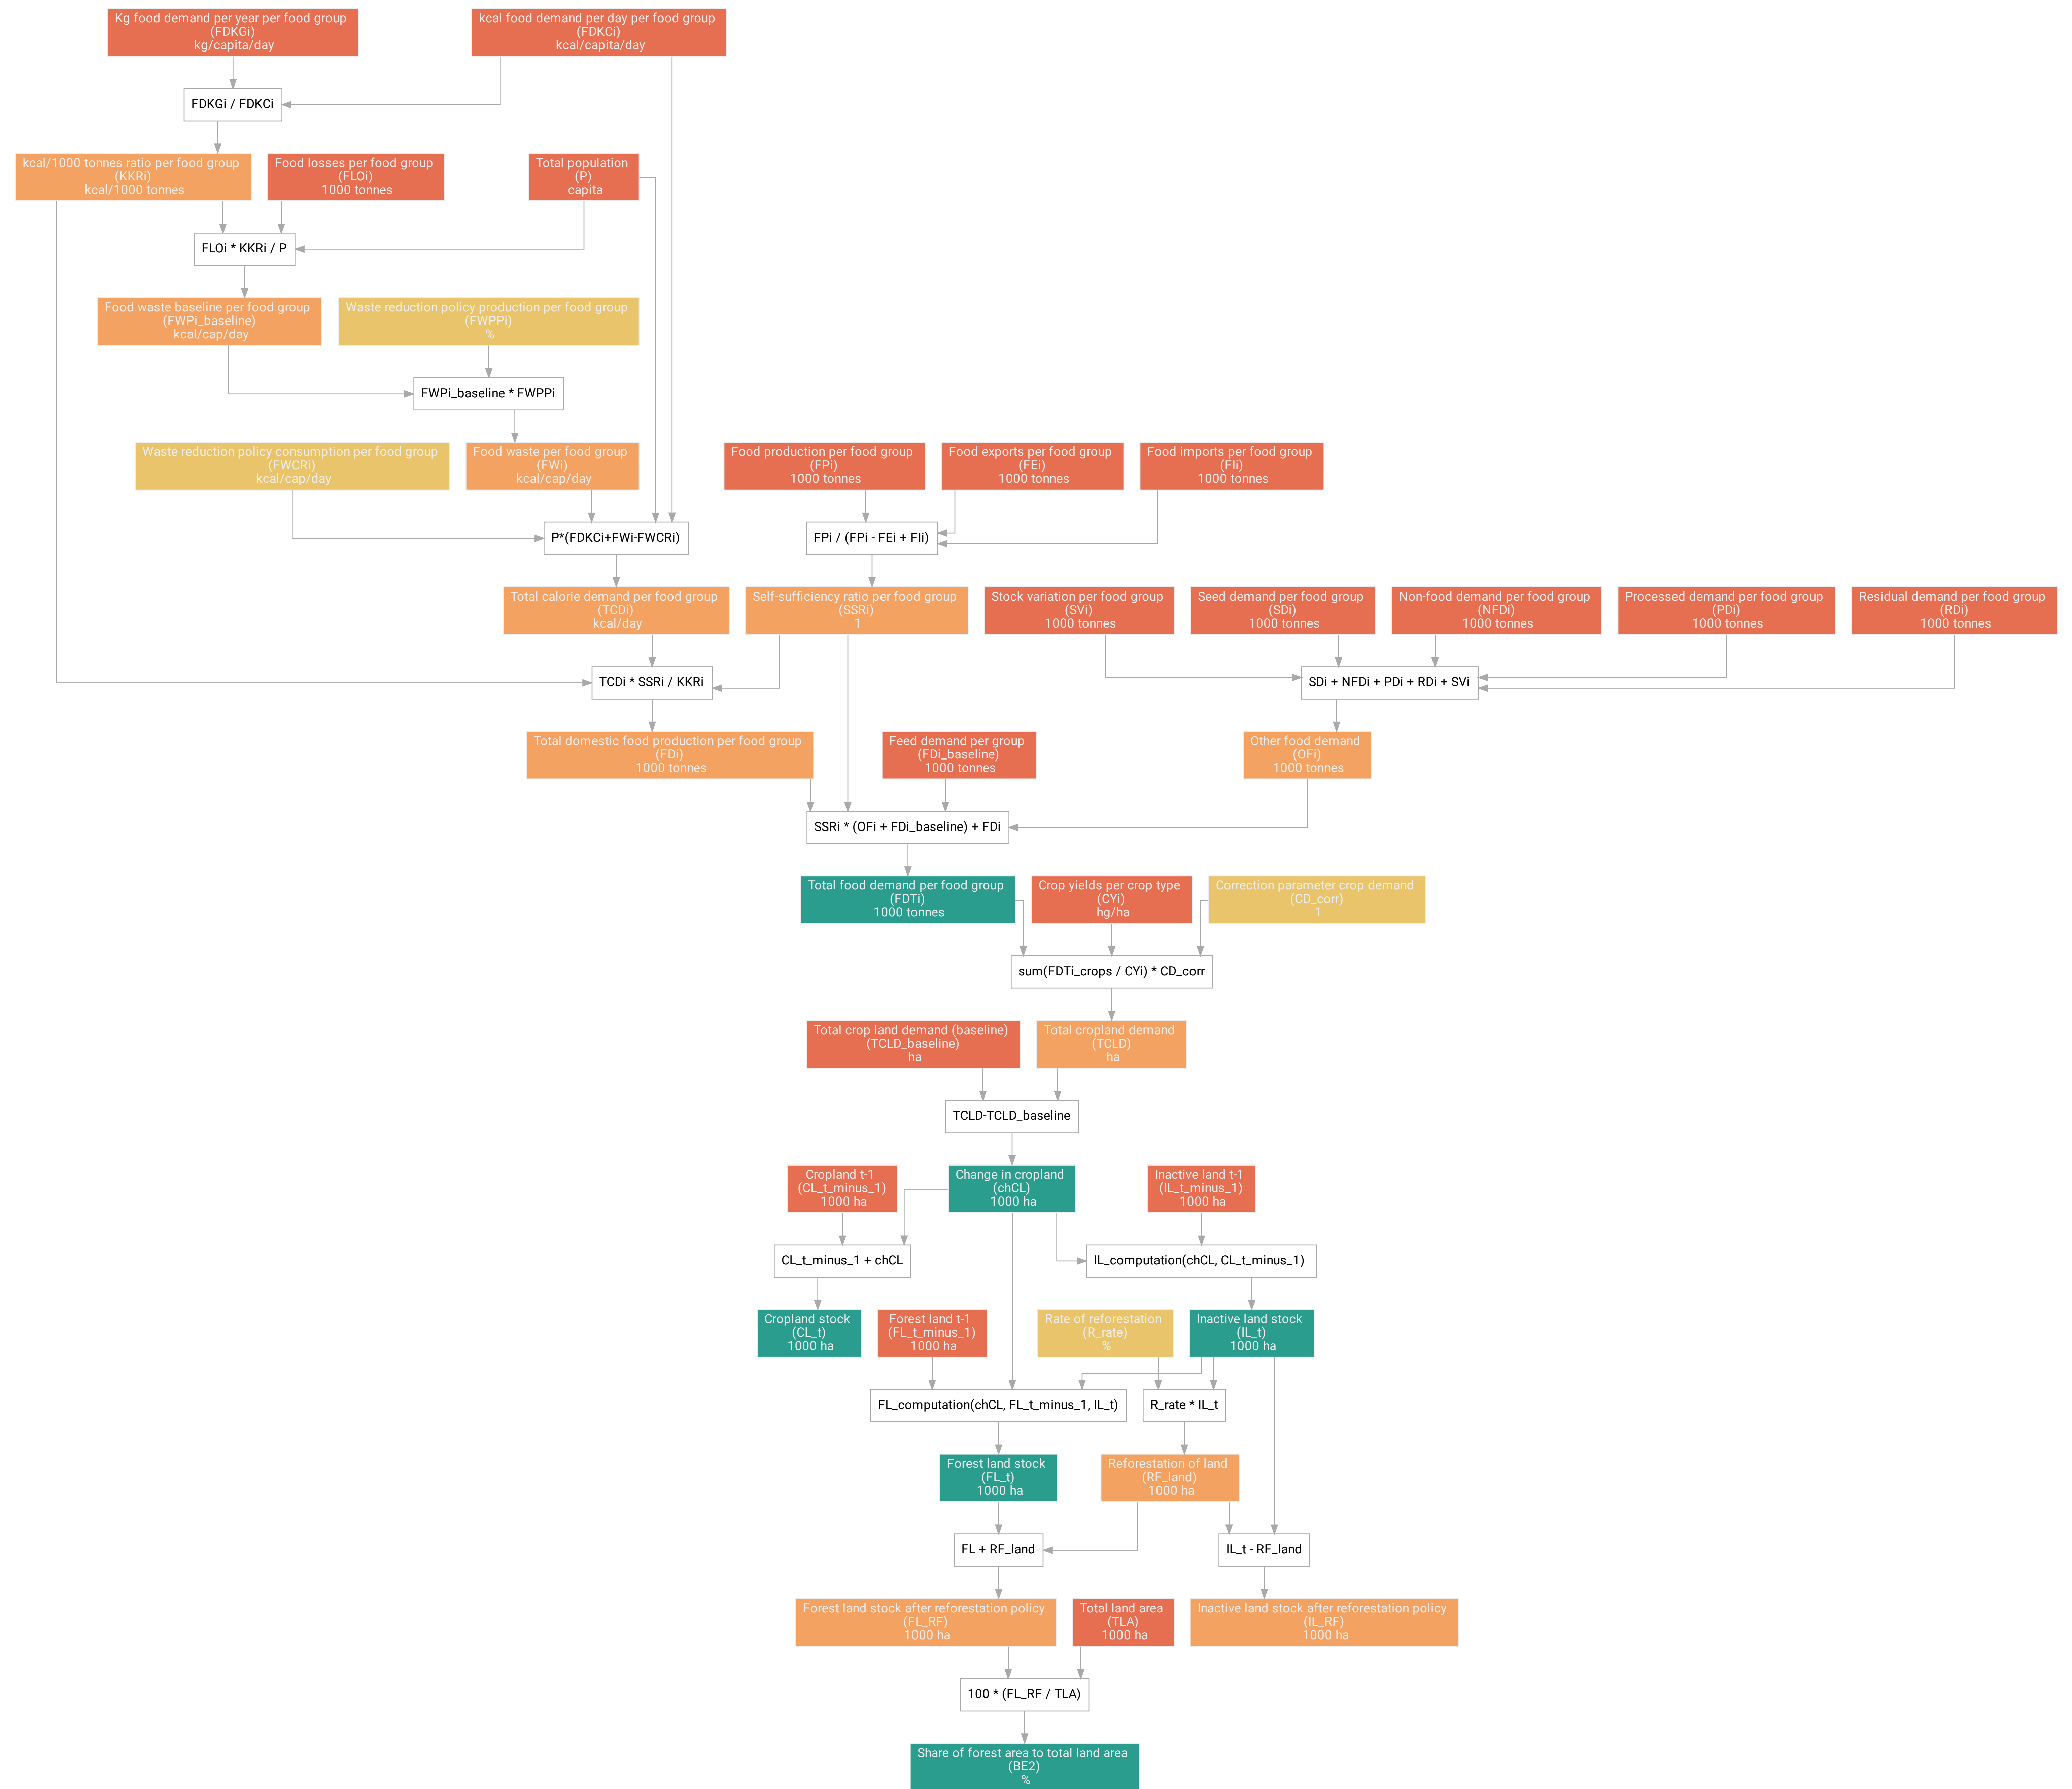 Kg food demand per year per food group
(FDKGi)
kg/capita/day
kcal food demand per day per food group
(FDKCi)
kcal/capita/day
FDKGi / FDKCi
kcal/1000 tonnes ratio per food group
(KKRi)
kcal/1000 tonnes
Food losses per food group
(FLOi)
1000 tonnes
Total population
(P)
capita
FLOi * KKRi / P
Food waste baseline per food group
(FWPi_baseline)
kcal/cap/day
Waste reduction policy production per food group
(FWPPi)
%
FWPi_baseline * FWPPi
Waste reduction policy consumption per food group
(FWCRi)
kcal/cap/day
Food waste per food group
(FWi)
kcal/cap/day
Food production per food group
(FPi)
1000 tonnes
Food exports per food group
(FEi)
1000 tonnes
Food imports per food group
(FIi)
1000 tonnes
P*(FDKCi+FWi-FWCRi)
FPi / (FPi - FEi + FIi)
Total calorie demand per food group
(TCDi)
kcal/day
Self-sufficiency ratio per food group
(SSRi)
1
Stock variation per food group
(SVi)
1000 tonnes
Seed demand per food group
(SDi)
1000 tonnes
Non-food demand per food group
(NFDi)
1000 tonnes
Processed demand per food group
(PDi)
1000 tonnes
Residual demand per food group
(RDi)
1000 tonnes
TCDi * SSRi / KKRi
SDi + NFDi + PDi + RDi + SVi
Total domestic food production per food group
(FDi)
1000 tonnes
Feed demand per group
(FDi_baseline)
1000 tonnes
Other food demand
(OFi)
1000 tonnes
SSRi * (OFi + FDi_baseline) + FDi
Total food demand per food group
(FDTi)
1000 tonnes
Crop yields per crop type
(CYi)
hg/ha
Correction parameter crop demand
(CD_corr)
1
sum(FDTi_crops / CYi) * CD_corr
Total crop land demand (baseline)
(TCLD_baseline)
ha
Total cropland demand
(TCLD)
ha
TCLD-TCLD_baseline
Cropland t-1
(CL_t_minus_1)
1000 ha
Change in cropland
(chCL)
1000 ha
Inactive land t-1
(IL_t_minus_1)
1000 ha
CL_t_minus_1 + chCL
IL_computation(chCL, CL_t_minus_1)
Cropland stock
(CL_t)
1000 ha
Forest land t-1
(FL_t_minus_1)
1000 ha
Rate of reforestation
(R_rate)
%
Inactive land stock
(IL_t)
1000 ha
FL_computation(chCL, FL_t_minus_1, IL_t)
R_rate * IL_t
Forest land stock
(FL_t)
1000 ha
Reforestation of land
(RF_land)
1000 ha
FL + RF_land
IL_t - RF_land
Forest land stock after reforestation policy
(FL_RF)
1000 ha
Total land area
(TLA)
1000 ha
Inactive land stock after reforestation policy
(IL_RF)
1000 ha
100 * (FL_RF / TLA)
Share of forest area to total land area
(BE2)
%